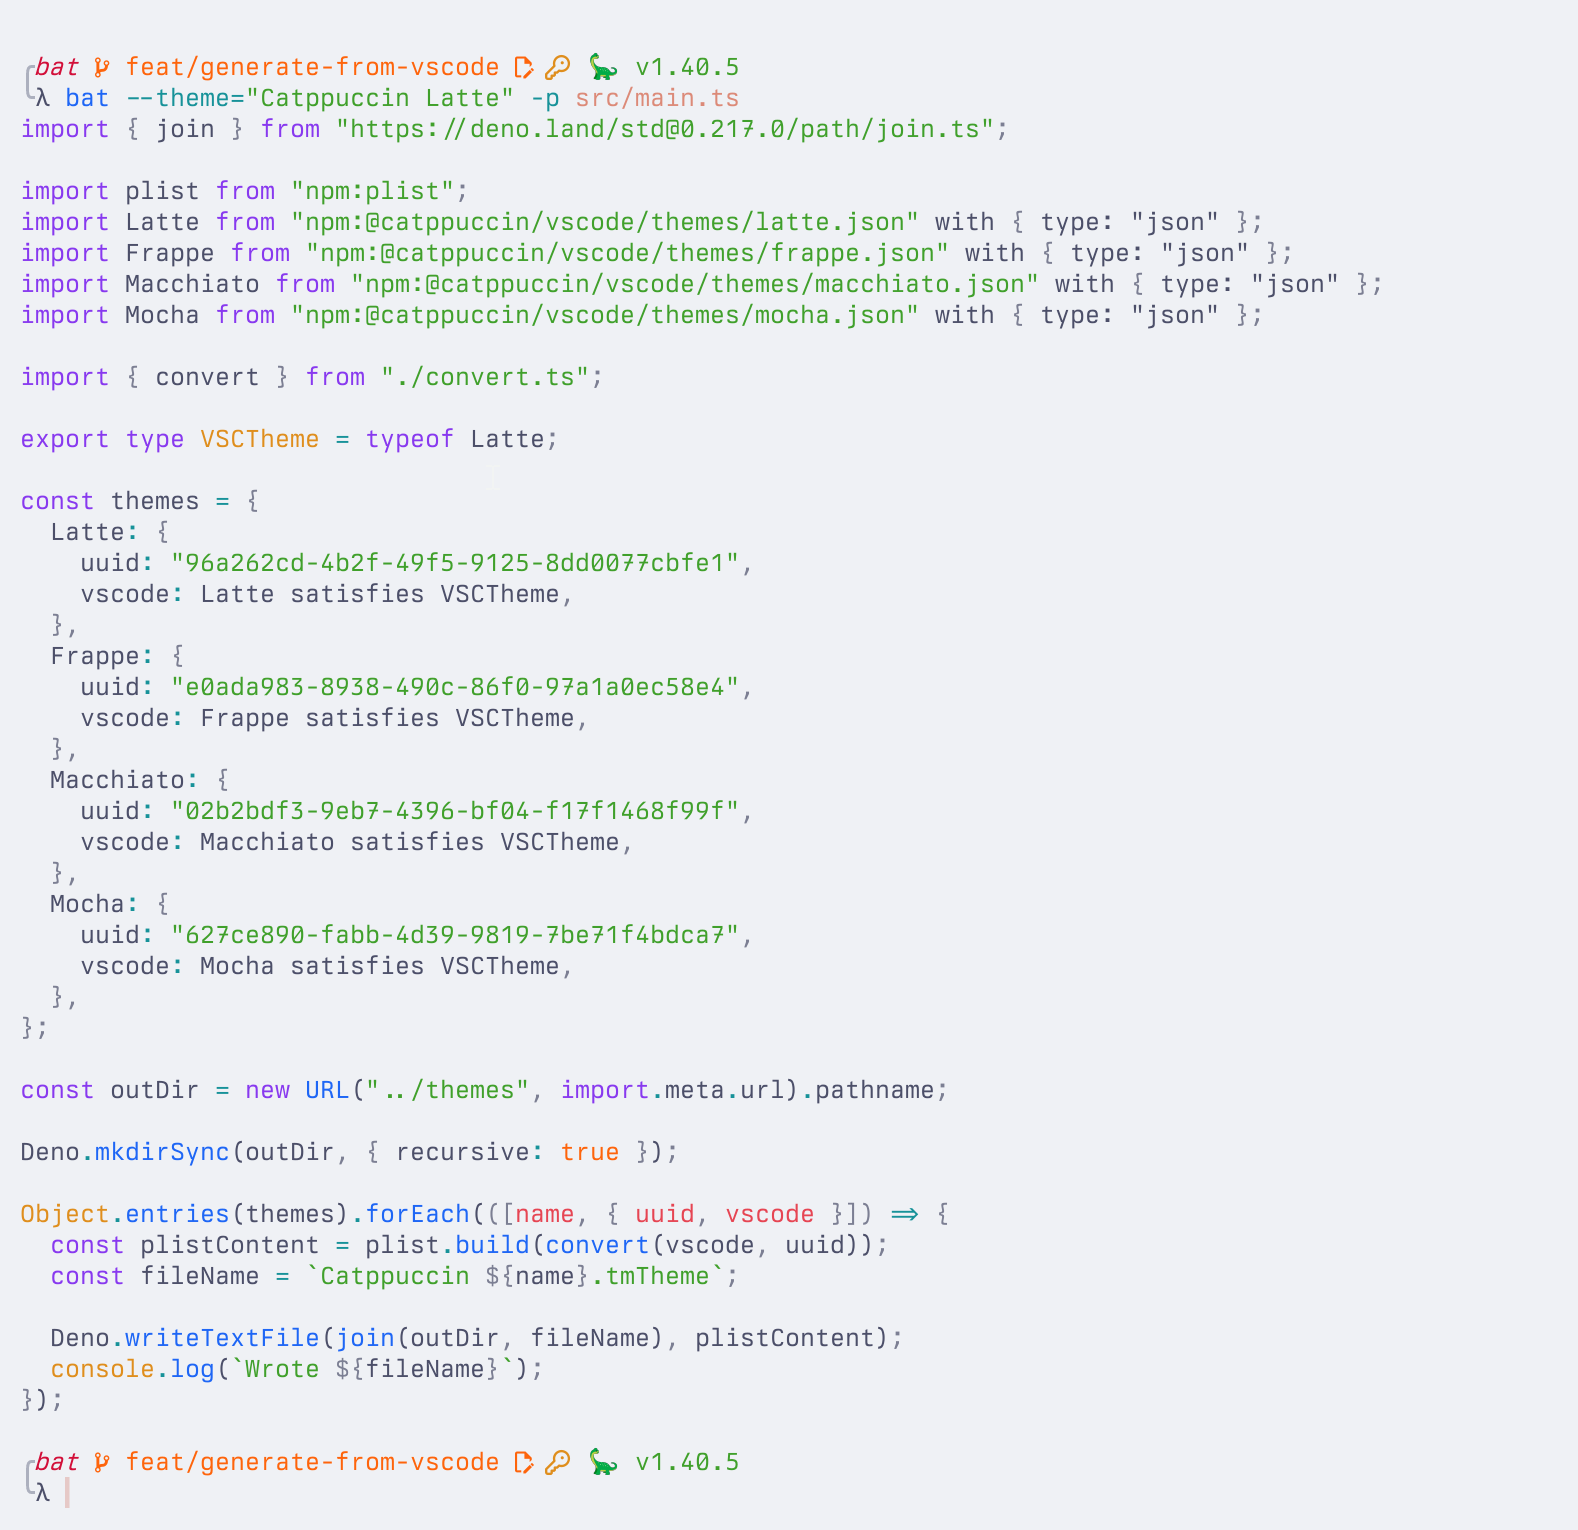 bat feat/generate-from-vscode v1.40.5
λ bat --theme="Catppuccin Latte" -p src/main.ts
import { join } from "https://deno.land/std@0.217.0/path/join.ts";

import plist from "npm:plist";
import Latte from "npm:@catppuccin/vscode/themes/latte.json" with { type: "json" };
import Frappe from "npm:@catppuccin/vscode/themes/frappe.json" with { type: "json" };
import Macchiato from "npm:@catppuccin/vscode/themes/macchiato.json" with { type: "json" };
import Mocha from "npm:@catppuccin/vscode/themes/mocha.json" with { type: "json" };

import { convert } from "./convert.ts";

export type VSCTheme = typeof Latte;

const themes = {
  Latte: {
    uuid: "96a262cd-4b2f-49f5-9125-8dd0077cbfe1",
    vscode: Latte satisfies VSCTheme,
  },
  Frappe: {
    uuid: "e0ada983-8938-490c-86f0-97a1a0ec58e4",
    vscode: Frappe satisfies VSCTheme,
  },
  Macchiato: {
    uuid: "02b2bdf3-9eb7-4396-bf04-f17f1468f99f",
    vscode: Macchiato satisfies VSCTheme,
  },
  Mocha: {
    uuid: "627ce890-fabb-4d39-9819-7be71f4bdca7",
    vscode: Mocha satisfies VSCTheme,
  },
};

const outDir = new URL("../themes", import.meta.url).pathname;

Deno.mkdirSync(outDir, { recursive: true });

Object.entries(themes).forEach(([name, { uuid, vscode }]) => {
  const plistContent = plist.build(convert(vscode, uuid));
  const fileName = `Catppuccin ${name}.tmTheme`;

  Deno.writeTextFile(join(outDir, fileName), plistContent);
  console.log(`Wrote ${fileName}`);
});

bat feat/generate-from-vscode v1.40.5
λ